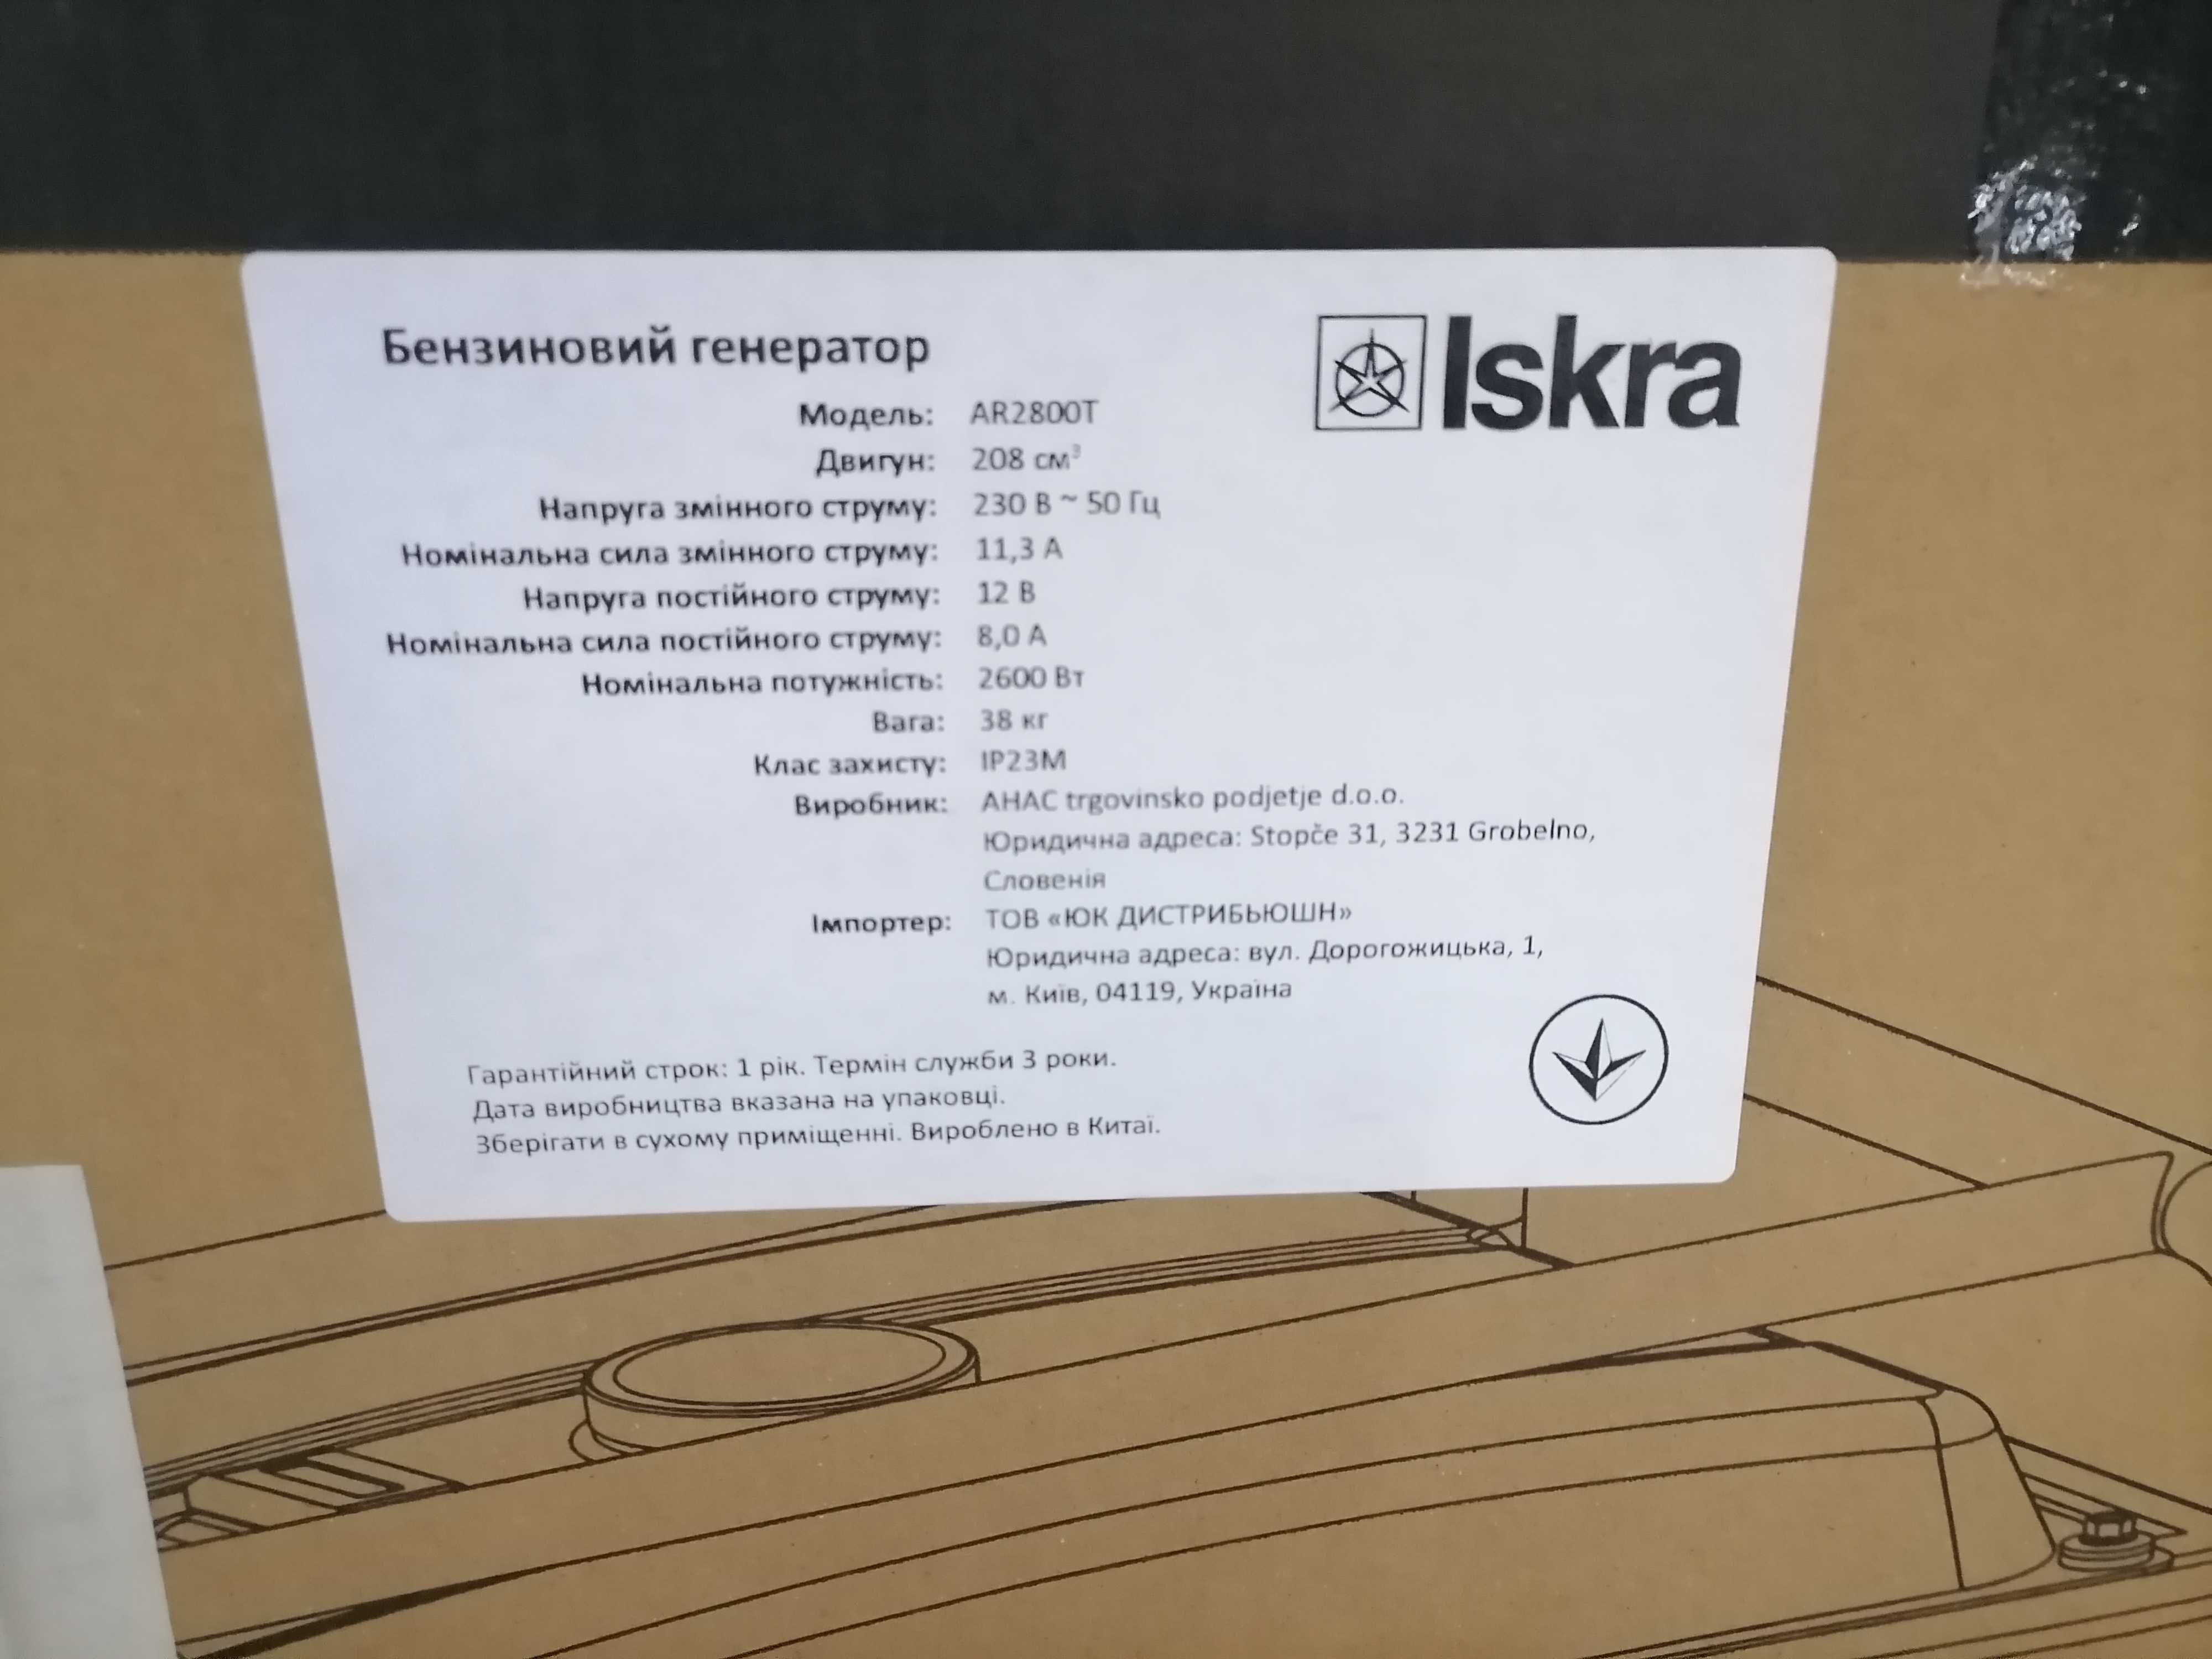 Бензиновий генератор
Iskra
Модель: AR2800T
Двигун: 208 см³
Напруга змінного струму: 230 В ~ 50 Гц
Номінальна сила змінного струму: 11,3 А
Напруга постійного струму: 12 В
Номінальна сила постійного струму: 8,0 А
Номінальна потужність: 2600 Вт
Вага: 38 кг
Клас захисту: IP23M
Виробник: AHAC trgovinsko podjetje d.o.o.
Юридична адреса: Stopče 31, 3231 Grobelno,
Словенія
Імпортер: ТОВ «ЮК ДИСТРИБЬЮШН»
Юридична адреса: вул. Дорогожицька, 1,
м. Київ, 04119, Україна
Гарантійний строк: 1 рік. Термін служби 3 роки.
Дата виробництва вказана на упаковці.
Зберігати в сухому приміщенні. Вироблено в Китаї.